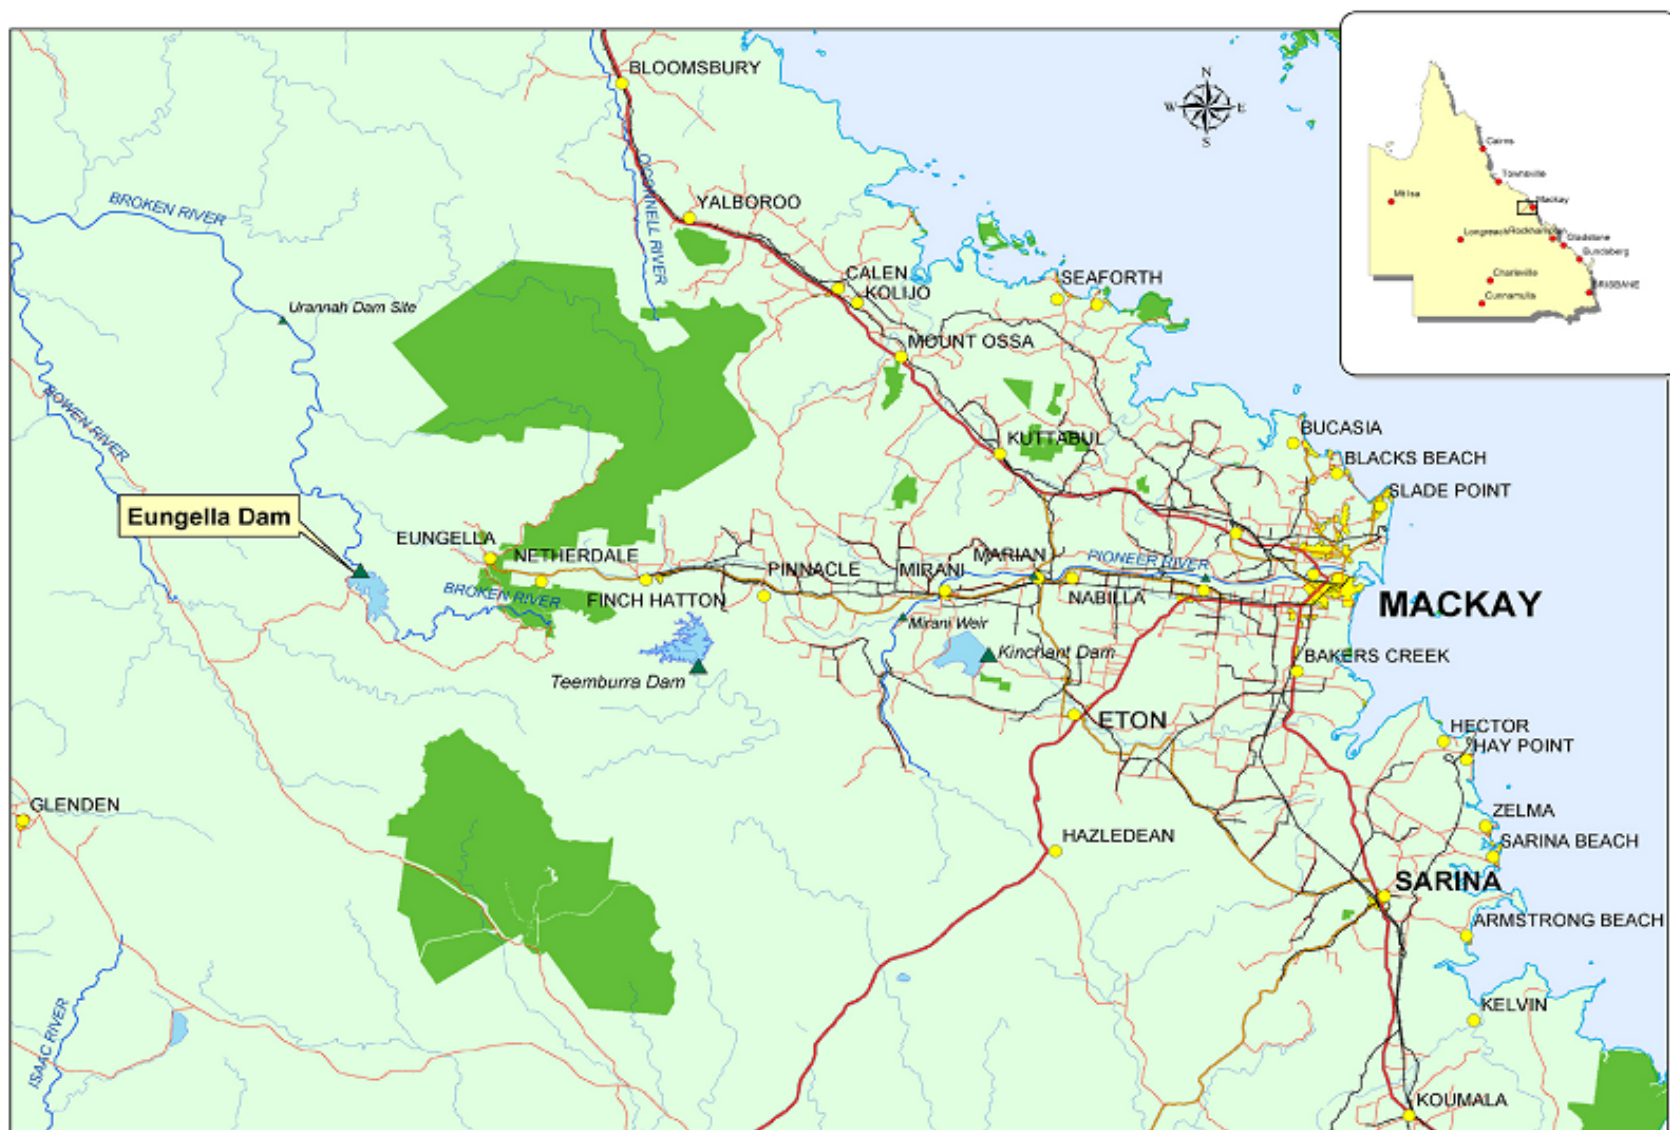 BLOOMSBURY
N
W
E
S
Cairns
Townsville
Mt Isa
Mackay
Longreach
Rockhampton
Gladstone
Bundaberg
Charleville
Cunnamulla
BRISBANE
BROKEN RIVER
O'CONNELL RIVER
YALBOROO
CALEN
KOLIJO
SEAFORTH
Urannah Dam Site
MOUNT OSSA
BOWEN RIVER
KUTTABUL
BUCASIA
BLACKS BEACH
SLADE POINT
Eungella Dam
EUNGELLA
NETHERDALE
PINNACLE
MIRANI
MARIAN
PIONEER RIVER
BROKEN RIVER
FINCH HATTON
NABILLA
MACKAY
Mirani Weir
Kinchant Dam
BAKERS CREEK
Teemburra Dam
ETON
HECTOR
HAY POINT
GLENDEN
ZELMA
HAZLEDEAN
SARINA BEACH
SARINA
ARMSTRONG BEACH
KELVIN
ISAAC RIVER
KOUMALA